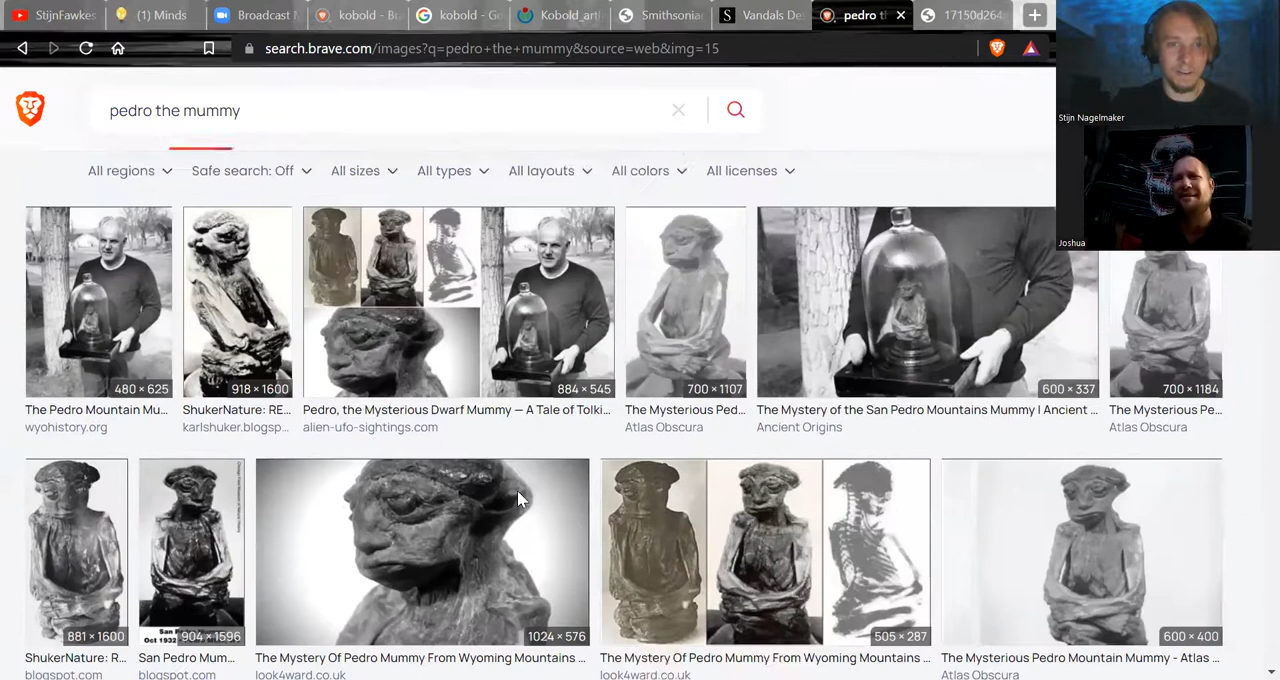 StijnFawkes
(1) Minds
Broadcast
kobold - Br
kobold - Go
Kobold_artl
Smithsonia
Vandals De
pedro th
17150d264
search.brave.com/images?q=pedro+the+mummy&source=web&img=15
Stijn Nagelmaker
pedro the mummy
All regions
Safe search: Off
All sizes
All types
All layouts
All colors
All licenses
Joshua
480 × 625
918 × 1600
884 × 545
700 × 1107
600 × 337
700 × 1184
The Pedro Mountain Mu...
ShukerNature: RE...
Pedro, the Mysterious Dwarf Mummy — A Tale of Tolki...
The Mysterious Ped...
The Mystery of the San Pedro Mountains Mummy | Ancient ...
The Mysterious Pe...
wyohistory.org
karlshuker.blogsp...
alien-ufo-sightings.com
Atlas Obscura
Ancient Origins
Atlas Obscura
Oct 1932
881 × 1600
904 × 1596
1024 × 576
505 × 287
600 × 400
ShukerNature: R...
San Pedro Mum...
The Mystery Of Pedro Mummy From Wyoming Mountains ...
The Mystery Of Pedro Mummy From Wyoming Mountains ...
The Mysterious Pedro Mountain Mummy - Atlas ...
blogspot.com
blogspot.com
look4ward.co.uk
look4ward.co.uk
Atlas Obscura